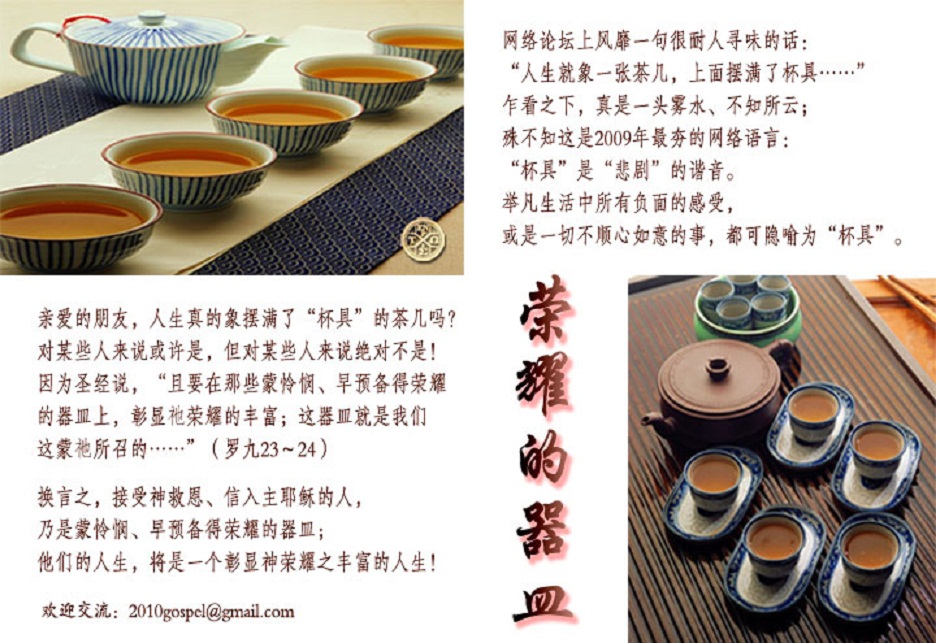 网络论坛上风靡一句很耐人寻味的话：
“人生就象一张茶几，上面摆满了杯具……”
乍看之下，真是一头雾水、不知所云；
殊不知这是2009年最夯的网络语言：
“杯具”是“悲剧”的谐音。
举凡生活中所有负面的感受，
或是一切不顺心如意的事，都可隐喻为“杯具”。
荣耀的器皿
亲爱的朋友，人生真的象摆满了“杯具”的茶几吗？
对某些人来说或许是，但对某些人来说绝对不是！
因为圣经说，“且要在那些蒙怜悯、早预备得荣耀
的器皿上，彰显祂荣耀的丰富；这器皿就是我们
这蒙祂所召的……”（罗九23～24）
换言之，接受神救恩、信入主耶稣的人，
乃是蒙怜悯、早预备得荣耀的器皿；
他们的人生，将是一个彰显神荣耀之丰富的人生！
欢迎交流：2010gospel@gmail.com